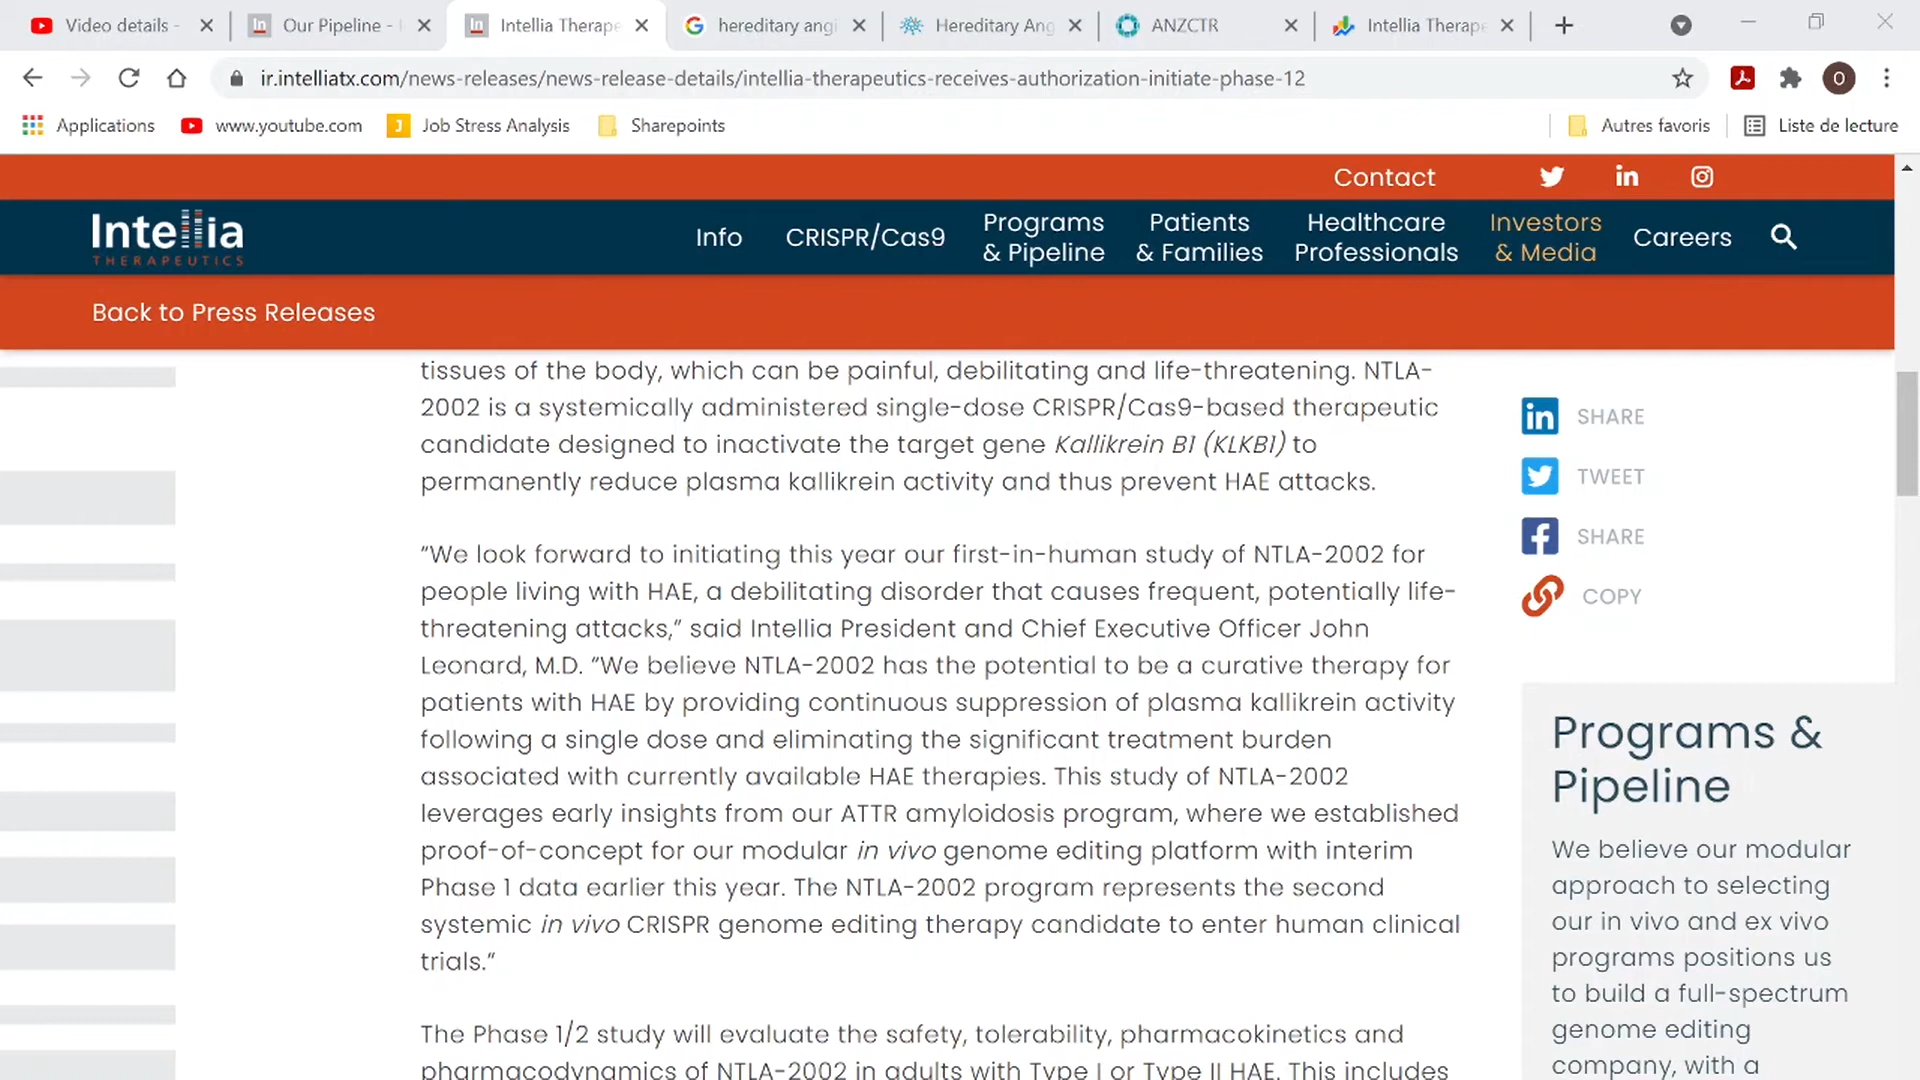 Video details -
Our Pipeline -
Intellia Therape
hereditary angi
Hereditary Ang
ANZCTR
Intellia Therap
ir.intelliatx.com/news-releases/news-release-details/intellia-therapeutics-receives-authorization-initiate-phase-12
O
Applications
www.youtube.com
J
Job Stress Analysis
Sharepoints
Autres favoris
Liste de lecture
Contact
Intellia
THERAPEUTICS
Info
CRISPR/Cas9
Programs
& Pipeline
Patients
& Families
Healthcare
Professionals
Investors
& Media
Careers
Back to Press Releases
tissues of the body, which can be painful, debilitating and life-threatening. NTLA-
2002 is a systemically administered single-dose CRISPR/Cas9-based therapeutic
candidate designed to inactivate the target gene Kallikrein B1 (KLKB1) to
permanently reduce plasma kallikrein activity and thus prevent HAE attacks.
“We look forward to initiating this year our first-in-human study of NTLA-2002 for
people living with HAE, a debilitating disorder that causes frequent, potentially life-
threatening attacks,” said Intellia President and Chief Executive Officer John
Leonard, M.D. “We believe NTLA-2002 has the potential to be a curative therapy for
patients with HAE by providing continuous suppression of plasma kallikrein activity
following a single dose and eliminating the significant treatment burden
associated with currently available HAE therapies. This study of NTLA-2002
leverages early insights from our ATTR amyloidosis program, where we established
proof-of-concept for our modular in vivo genome editing platform with interim
Phase 1 data earlier this year. The NTLA-2002 program represents the second
systemic in vivo CRISPR genome editing therapy candidate to enter human clinical
trials.”
The Phase 1/2 study will evaluate the safety, tolerability, pharmacokinetics and
pharmacodynamics of NTLA-2002 in adults with Type I or Type II HAE. This includes
SHARE
TWEET
SHARE
COPY
Programs &
Pipeline
We believe our modular
approach to selecting
our in vivo and ex vivo
programs positions us
to build a full-spectrum
genome editing
company, with a